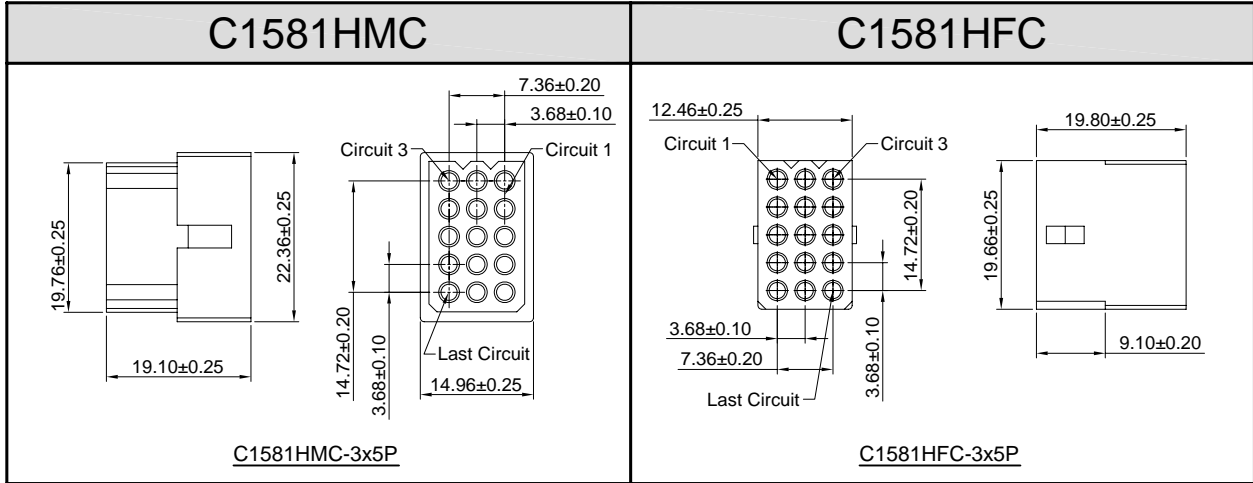 C1581HMC
7.36±0.20
3.68±0.10
Circuit 3
Circuit 1
19.76±0.25
22.36±0.25
19.10±0.25
14.72±0.20
3.68±0.10
Last Circuit
14.96±0.25
C1581HMC-3x5P
C1581HFC
12.46±0.25
19.80±0.25
Circuit 1
Circuit 3
14.72±0.20
19.66±0.25
3.68±0.10
7.36±0.20
3.68±0.10
9.10±0.20
Last Circuit
C1581HFC-3x5P